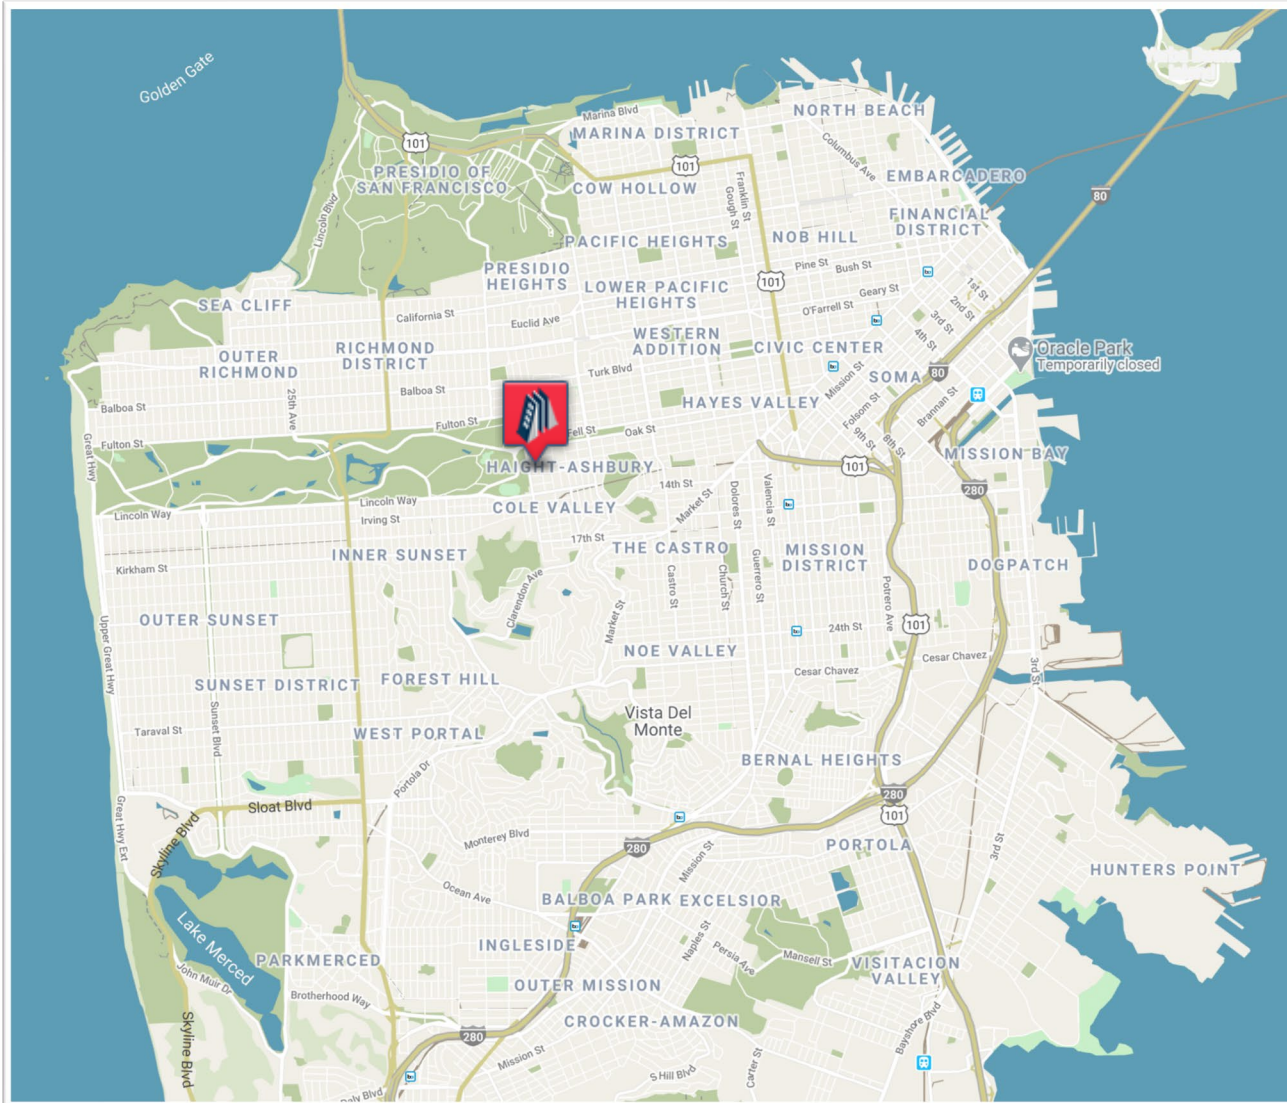 Golden Gate
Marina Blvd
NORTH BEACH
MARINA DISTRICT
101
Columbus Ave
101
PRESIDIO OF
SAN FRANCISCO
COW HOLLOW
EMBARCADERO
Franklin St
Gough St
80
Lincoln Blvd
FINANCIAL
DISTRICT
PACIFIC HEIGHTS
NOB HILL
Pine St
Bush St
PRESIDIO
HEIGHTS
LOWER PACIFIC
HEIGHTS
101
1st St
2nd St
3rd St
4th St
Geary St
O'Farrell St
SEA CLIFF
California St
Euclid Ave
WESTERN
ADDITION
CIVIC CENTER
RICHMOND
DISTRICT
OUTER
RICHMOND
Oracle Park
Temporarily closed
Turk Blvd
SOMA
80
Mission St
Balboa St
25th Ave
Balboa St
HAYES VALLEY
Folsom St
Brannan St
9th St
8th St
Fulton St
Fell St
Oak St
Fulton St
Great Hwy
HAIGHT-ASHBURY
101
MISSION BAY
280
14th St
Market St
Dolores St
Valencia St
Lincoln Way
Lincoln Way
Irving St
COLE VALLEY
17th St
THE CASTRO
MISSION
DISTRICT
DOGPATCH
INNER SUNSET
Kirkham St
Clarendon Ave
Castro St
Church St
Guerrero St
Potrero Ave
OUTER SUNSET
Market St
24th St
101
Upper Great Hwy
NOE VALLEY
Cesar Chavez
Cesar Chavez
3rd St
SUNSET DISTRICT
FOREST HILL
Sunset Blvd
Taraval St
WEST PORTAL
Vista Del
Monte
BERNAL HEIGHTS
Portola Dr
280
101
Great Hwy Ext
Sloat Blvd
Skyline Blvd
Monterey Blvd
280
Mission St
PORTOLA
3rd St
HUNTERS POINT
Ocean Ave
BALBOA PARK
EXCELSIOR
Lake Merced
INGLESIDE
Naples St
Persia Ave
Mansell St
PARKMERCED
VISITACION
VALLEY
John Muir Dr
Brotherhood Way
OUTER MISSION
CROCKER-AMAZON
280
Skyline Blvd
Mission St
Bayshore Blvd
S Hill Blvd
Carter St
Daly Blvd